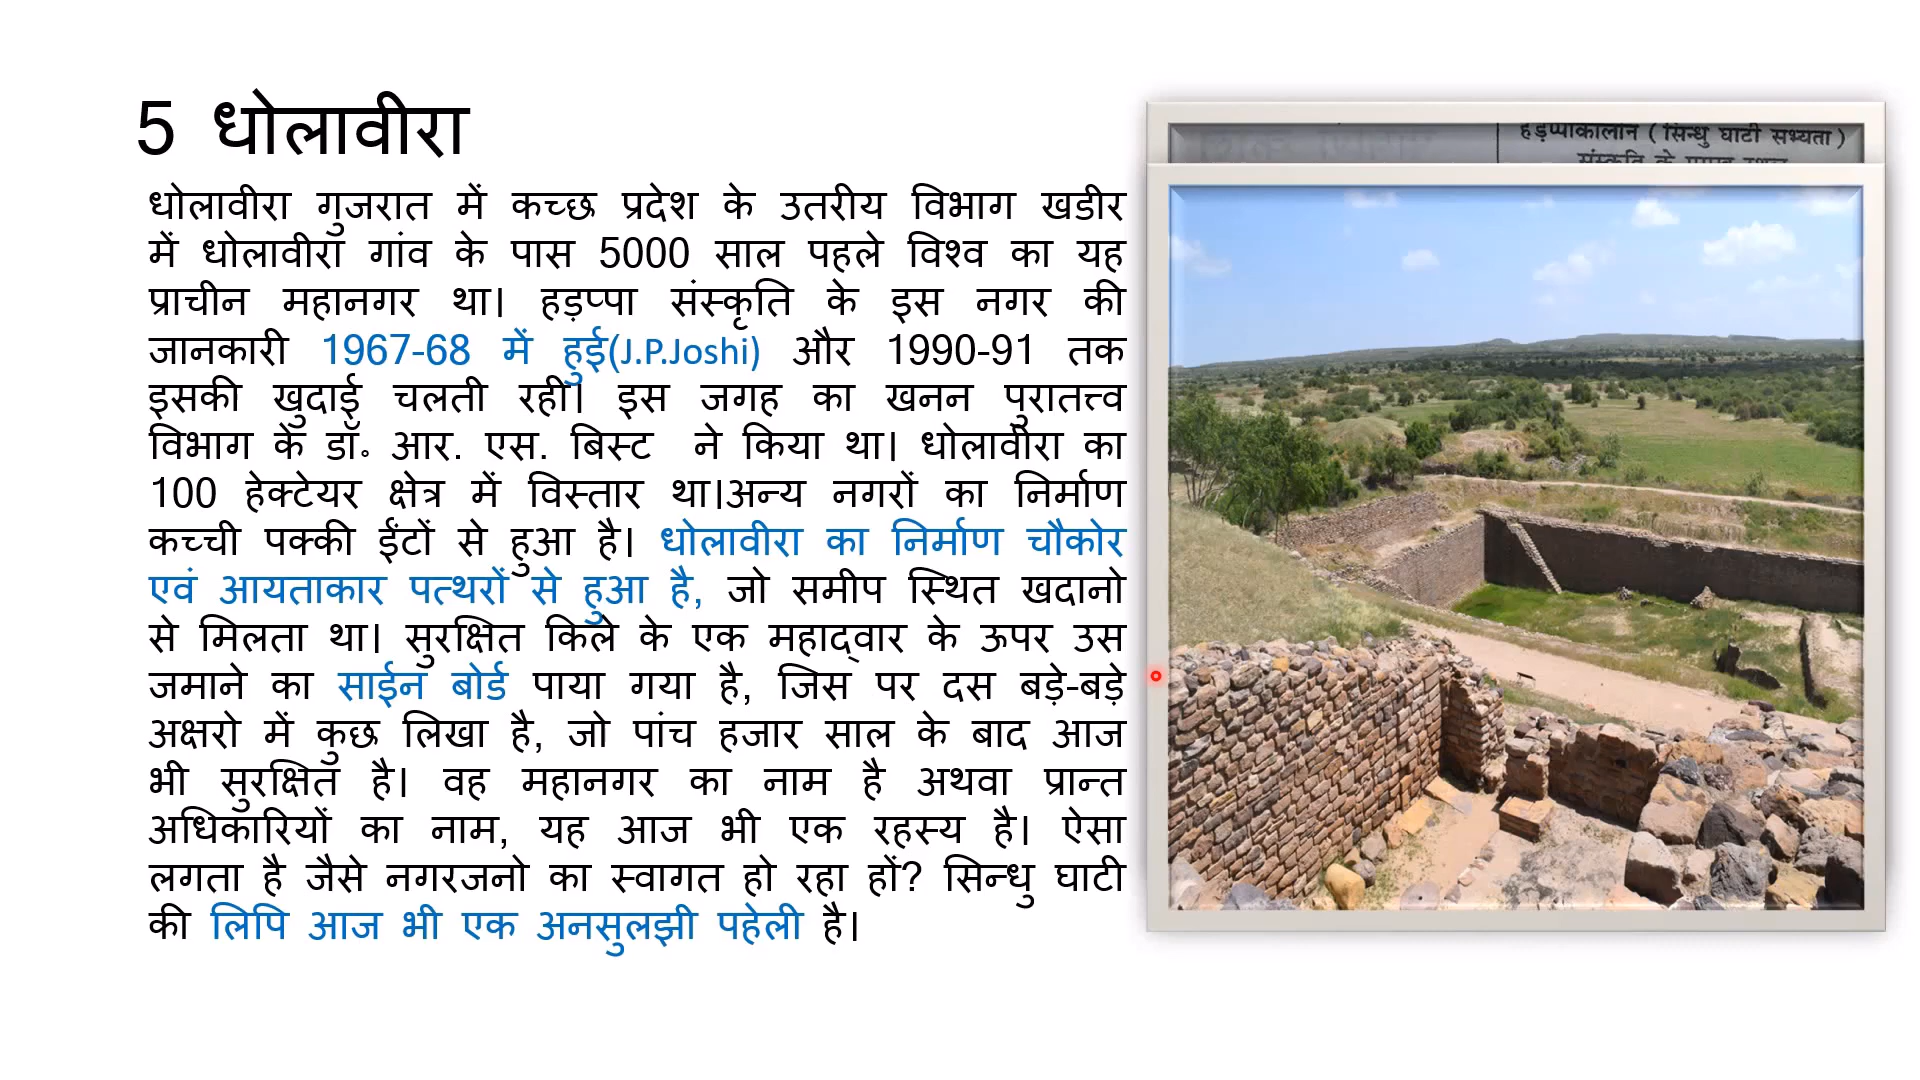 5 धोलावीरा
धोलावीरा गुजरात में कच्छ प्रदेश के उतरीय विभाग खडीर
में धोलावीरा गांव के पास 5000 साल पहले विश्व का यह
प्राचीन महानगर था। हड़प्पा संस्कृति के इस नगर की
जानकारी 1967-68 में हुई(J.P.Joshi) और 1990-91 तक
इसकी खुदाई चलती रही। इस जगह का खनन पुरातत्त्व
विभाग के डॉ॰ आर. एस. बिस्ट ने किया था। धोलावीरा का
100 हेक्टेयर क्षेत्र में विस्तार था।अन्य नगरों का निर्माण
कच्ची पक्की ईंटों से हुआ है। धोलावीरा का निर्माण चौकोर
एवं आयताकार पत्थरों से हुआ है, जो समीप स्थित खदानो
से मिलता था। सुरक्षित किले के एक महाद्वार के ऊपर उस
जमाने का साईन बोर्ड पाया गया है, जिस पर दस बड़े-बड़े
अक्षरो में कुछ लिखा है, जो पांच हजार साल के बाद आज
भी सुरक्षित है। वह महानगर का नाम है अथवा प्रान्त
अधिकारियों का नाम, यह आज भी एक रहस्य है। ऐसा
लगता है जैसे नगरजनो का स्वागत हो रहा हों? सिन्धु घाटी
की लिपि आज भी एक अनसुलझी पहेली है।
हड़प्पाकालीन (सिन्धु घाटी सभ्यता)